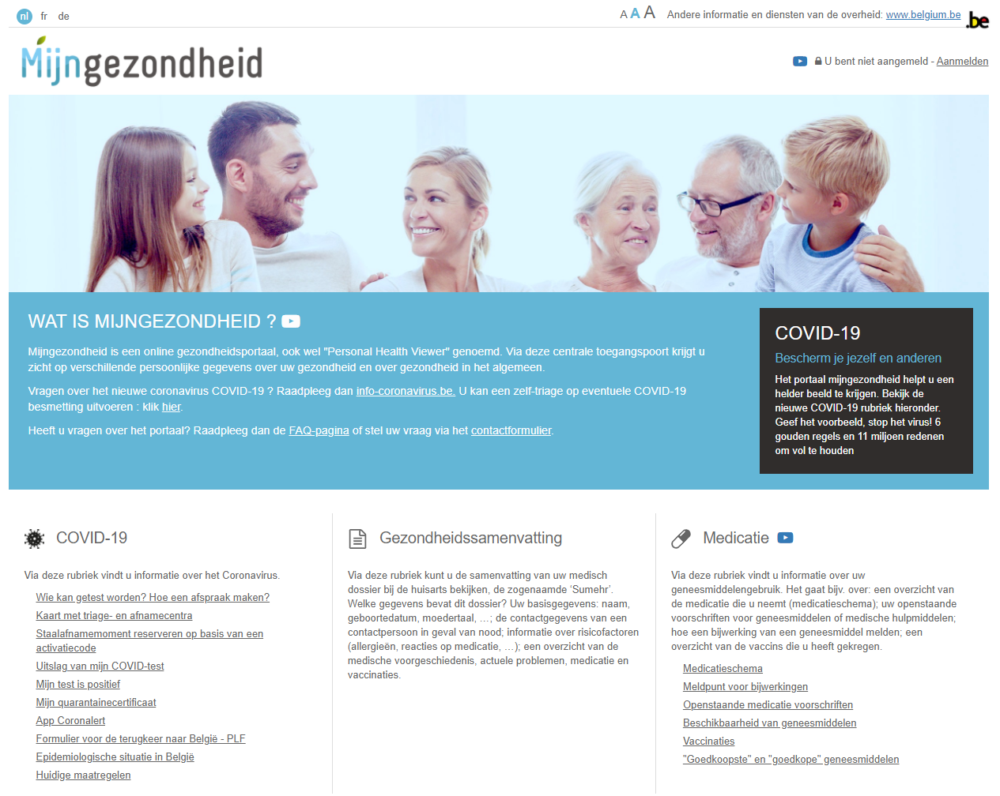 nl fr de
A A A Andere informatie en diensten van de overheid: www.belgium.be
.be
Mijngezondheid
U bent niet aangemeld - Aanmelden
WAT IS MIJNGEZONDHEID ?
Mijngezondheid is een online gezondheidsportaal, ook wel "Personal Health Viewer" genoemd. Via deze centrale toegangspoort krijgt u
zicht op verschillende persoonlijke gegevens over uw gezondheid en over gezondheid in het algemeen.
Vragen over het nieuwe coronavirus COVID-19 ? Raadpleeg dan info-coronavirus.be. U kan een zelf-triage op eventuele COVID-19
besmetting uitvoeren : klik hier.
Heeft u vragen over het portaal? Raadpleeg dan de FAQ-pagina of stel uw vraag via het contactformulier.
COVID-19
Bescherm je jezelf en anderen
Het portaal mijngezondheid helpt u een
helder beeld te krijgen. Bekijk de
nieuwe COVID-19 rubriek hieronder.
Geef het voorbeeld, stop het virus! 6
gouden regels en 11 miljoen redenen
om vol te houden
COVID-19
Via deze rubriek vindt u informatie over het Coronavirus.
Wie kan getest worden? Hoe een afspraak maken?
Kaart met triage- en afnamecentra
Staalafnamemoment reserveren op basis van een
activatiecode
Uitslag van mijn COVID-test
Mijn test is positief
Mijn quarantainecertificaat
App Coronalert
Formulier voor de terugkeer naar België - PLF
Epidemiologische situatie in België
Huidige maatregelen
Gezondheidssamenvatting
Via deze rubriek kunt u de samenvatting van uw medisch
dossier bij de huisarts bekijken, de zogenaamde ‘Sumehr’.
Welke gegevens bevat dit dossier? Uw basisgegevens: naam,
geboortedatum, moedertaal, …; de contactgegevens van een
contactpersoon in geval van nood; informatie over risicofactoren
(allergieën, reacties op medicatie, …); een overzicht van de
medische voorgeschiedenis, actuele problemen, medicatie en
vaccinaties.
Medicatie
Via deze rubriek vindt u informatie over uw
geneesmiddelengebruik. Het gaat bijv. over: een overzicht van
de medicatie die u neemt (medicatieschema); uw openstaande
voorschriften voor geneesmiddelen of medische hulpmiddelen;
hoe een bijwerking van een geneesmiddel melden; een
overzicht van de vaccins die u heeft gekregen.
Medicatieschema
Meldpunt voor bijwerkingen
Openstaande medicatie voorschriften
Beschikbaarheid van geneesmiddelen
Vaccinaties
"Goedkoopste" en "goedkope" geneesmiddelen